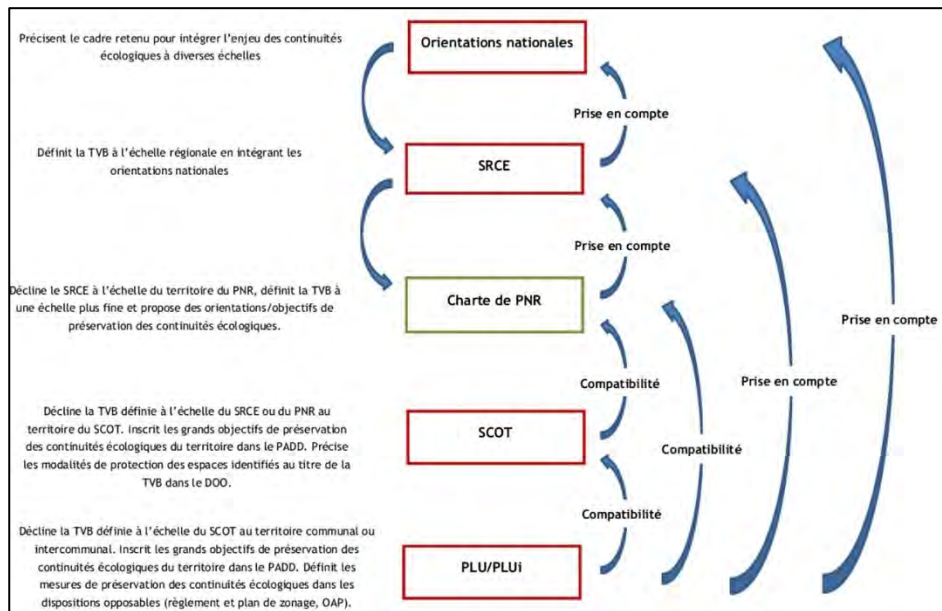 Précisent le cadre retenu pour intégrer l'enjeu des continuités
écologiques à diverses échelles
Orientations nationales
Prise en compte
Définit la TVB à l'échelle régionale en intégrant les
orientations nationales
SRCE
Prise en compte
Décline le SRCE à l'échelle du territoire du PNR, définit la TVB à
une échelle plus fine et propose des orientations/objectifs de
préservation des continuités écologiques.
Charte de PNR
Prise en compte
Compatibilité
Prise en compte
Décline la TVB définie à l'échelle du SRCE ou du PNR au
territoire du SCOT. Inscrit les grands objectifs de préservation
des continuités écologiques du territoire dans le PADD. Précise
les modalités de protection des espaces identifiés au titre de la
TVB dans le DOO.
SCOT
Compatibilité
Compatibilité
Décline la TVB définie à l'échelle du SCOT au territoire communal ou
intercommunal. Inscrit les grands objectifs de préservation des
continuités écologiques du territoire dans le PADD. Définit les
mesures de préservation des continuités écologiques dans les
dispositions opposables (règlement et plan de zonage, OAP).
PLU/PLUi